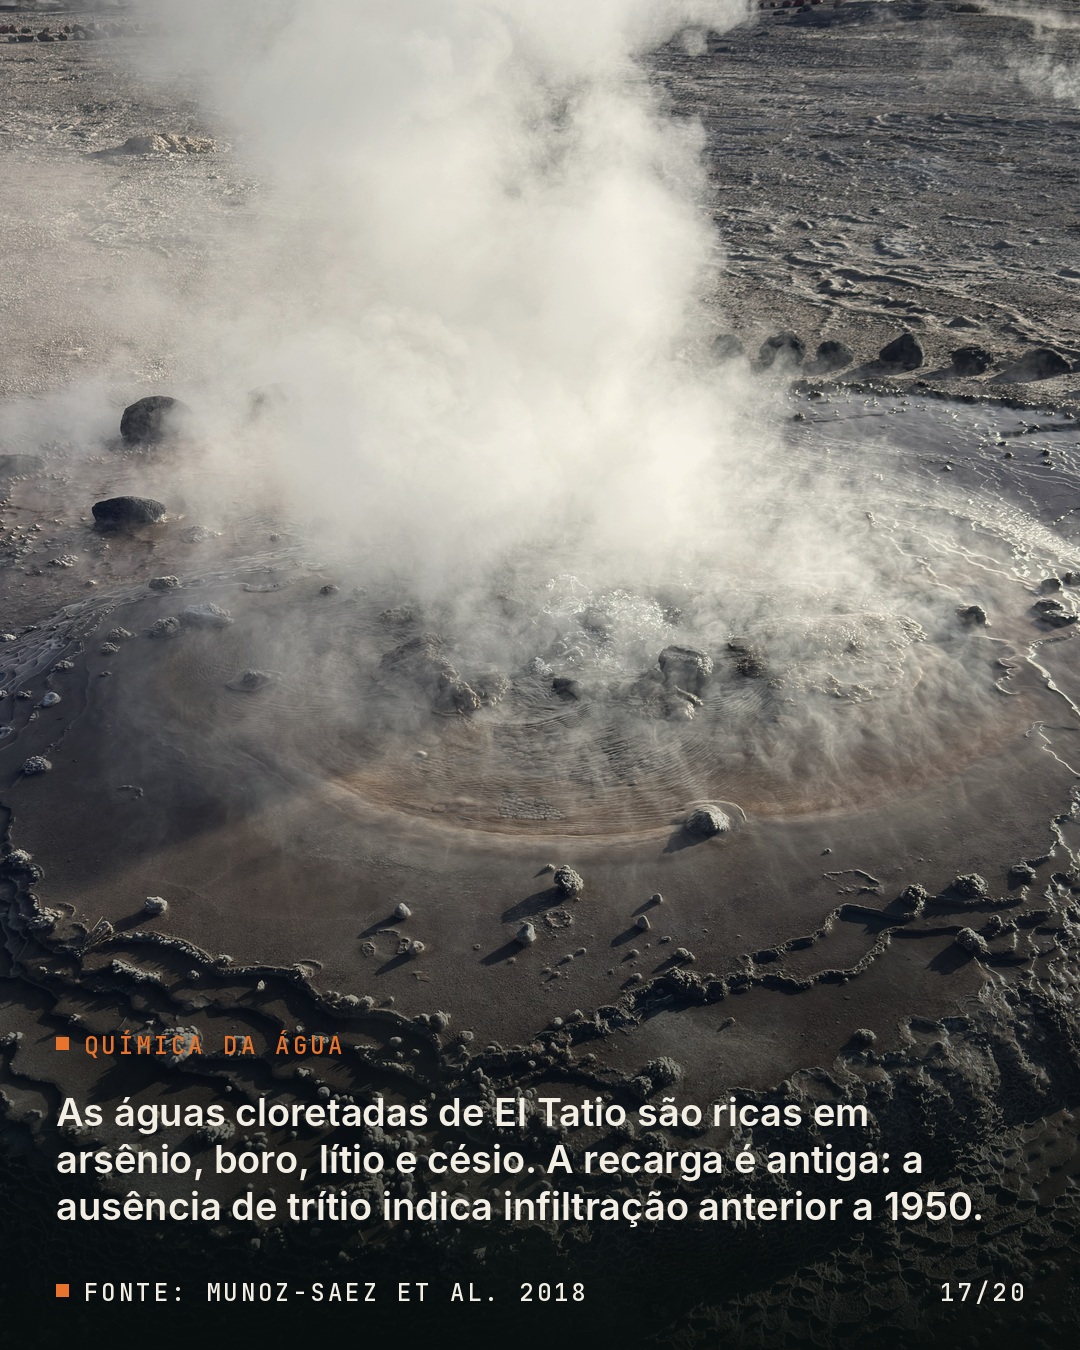 QUÍMICA DA ÁGUA
As águas cloretadas de El Tatio são ricas em
arsênio, boro, lítio e césio. A recarga é antiga: a
ausência de trítio indica infiltração anterior a 1950.
FONTE: MUNOZ-SAEZ ET AL. 2018
17/20